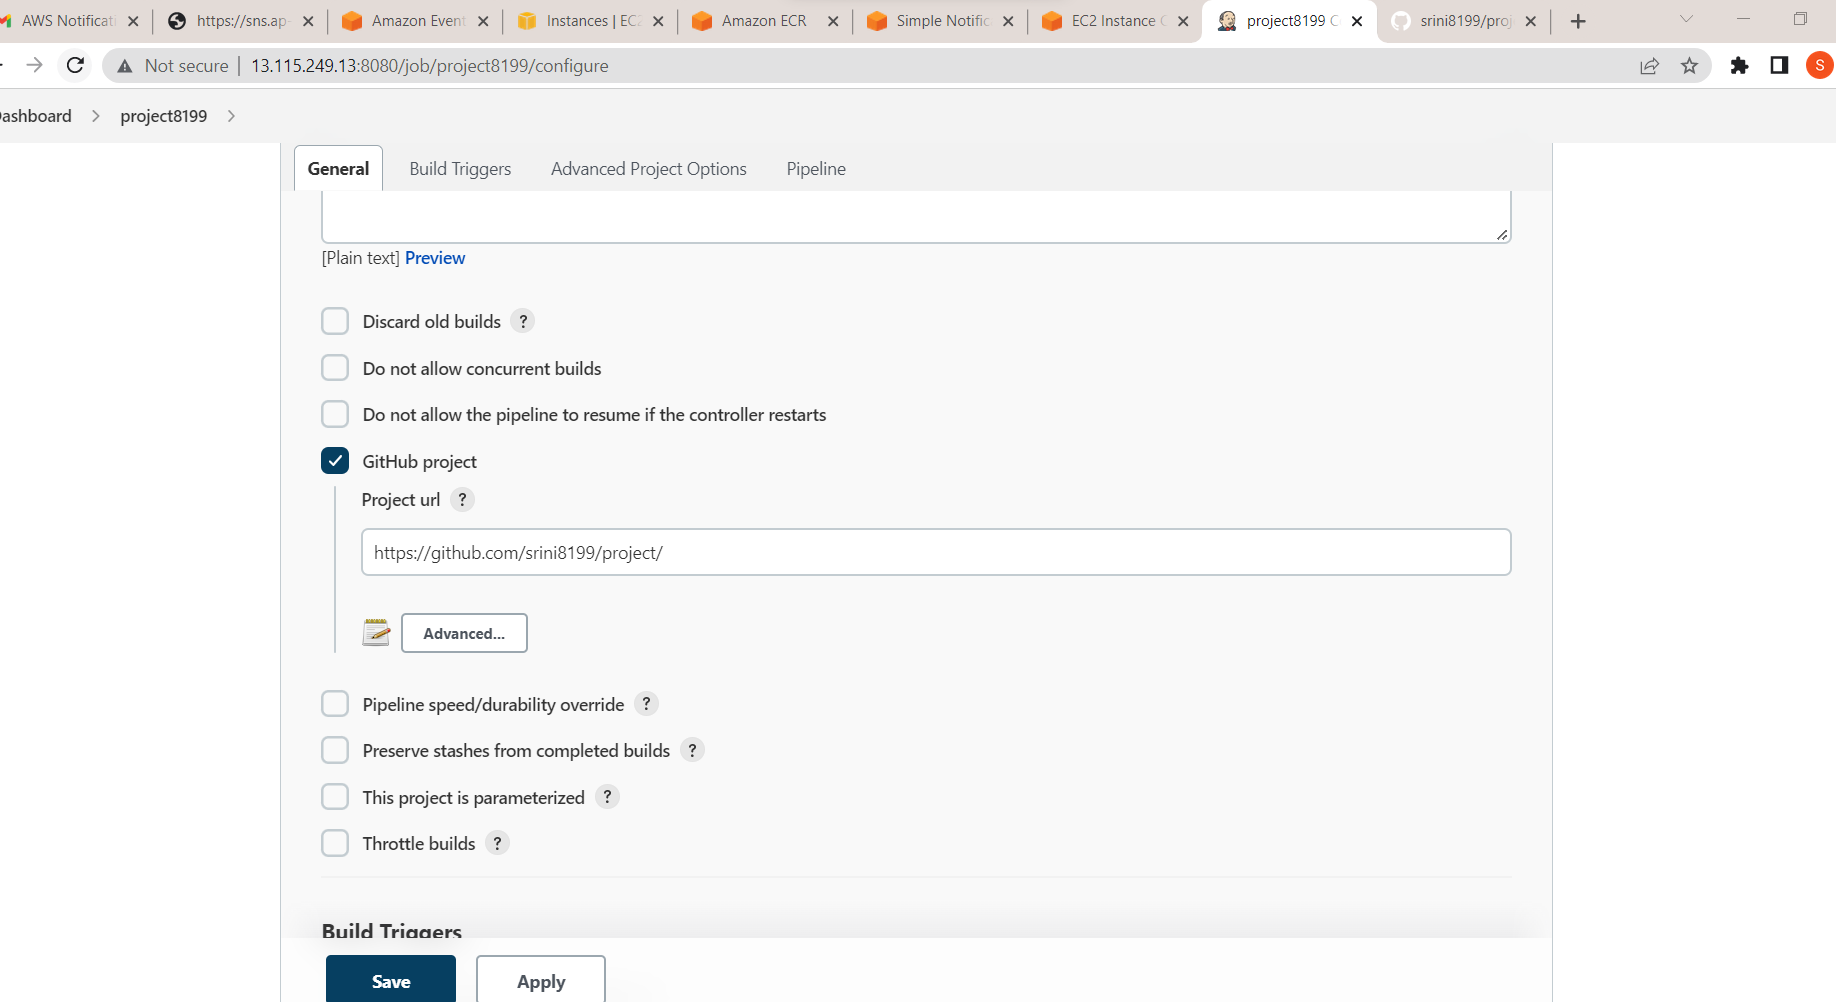 AWS Notificati
https://sns.ap-
Amazon Event
Instances | EC2
Amazon ECR
Simple Notific
EC2 Instance C
project8199 C
srini8199/proj
Not secure
13.115.249.13:8080/job/project8199/configure
S
ashboard
project8199
General
Build Triggers
Advanced Project Options
Pipeline
[Plain text] Preview
Discard old builds ?
Do not allow concurrent builds
Do not allow the pipeline to resume if the controller restarts
GitHub project
Project url ?
https://github.com/srini8199/project/
Advanced...
Pipeline speed/durability override ?
Preserve stashes from completed builds ?
This project is parameterized ?
Throttle builds ?
Build Triggers
Save
Apply